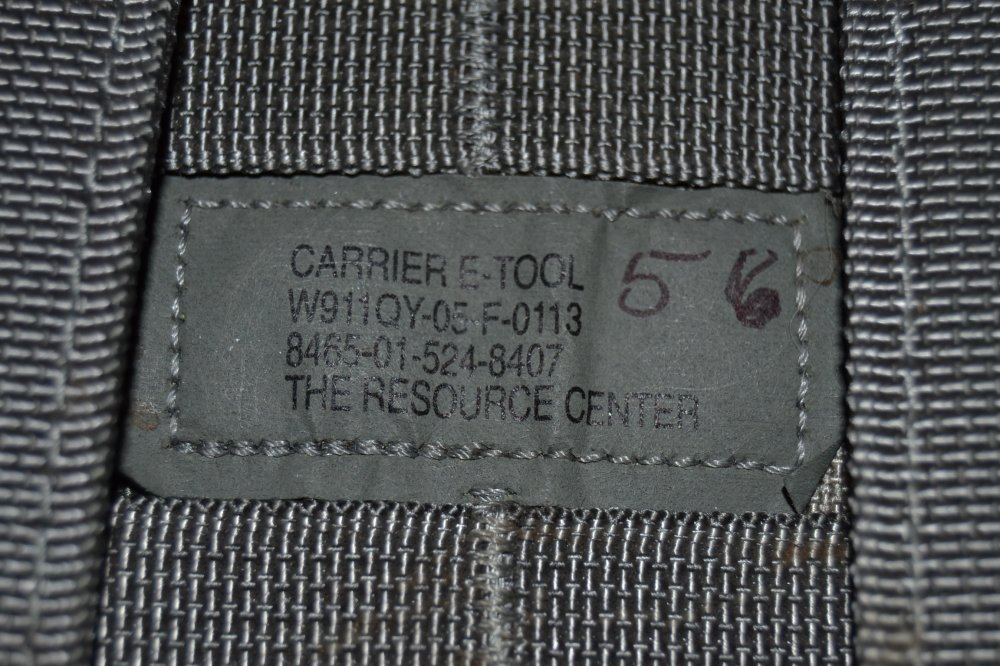 CARRIER E-TOOL 56
W911QY-05-F-0113
8465-01-524-8407
THE RESOURCE CENTER